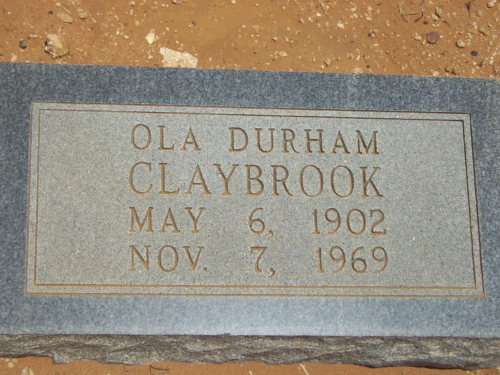 OLA DURHAM
CLAYBROOK
MAY 6, 1902
NOV. 7, 1969